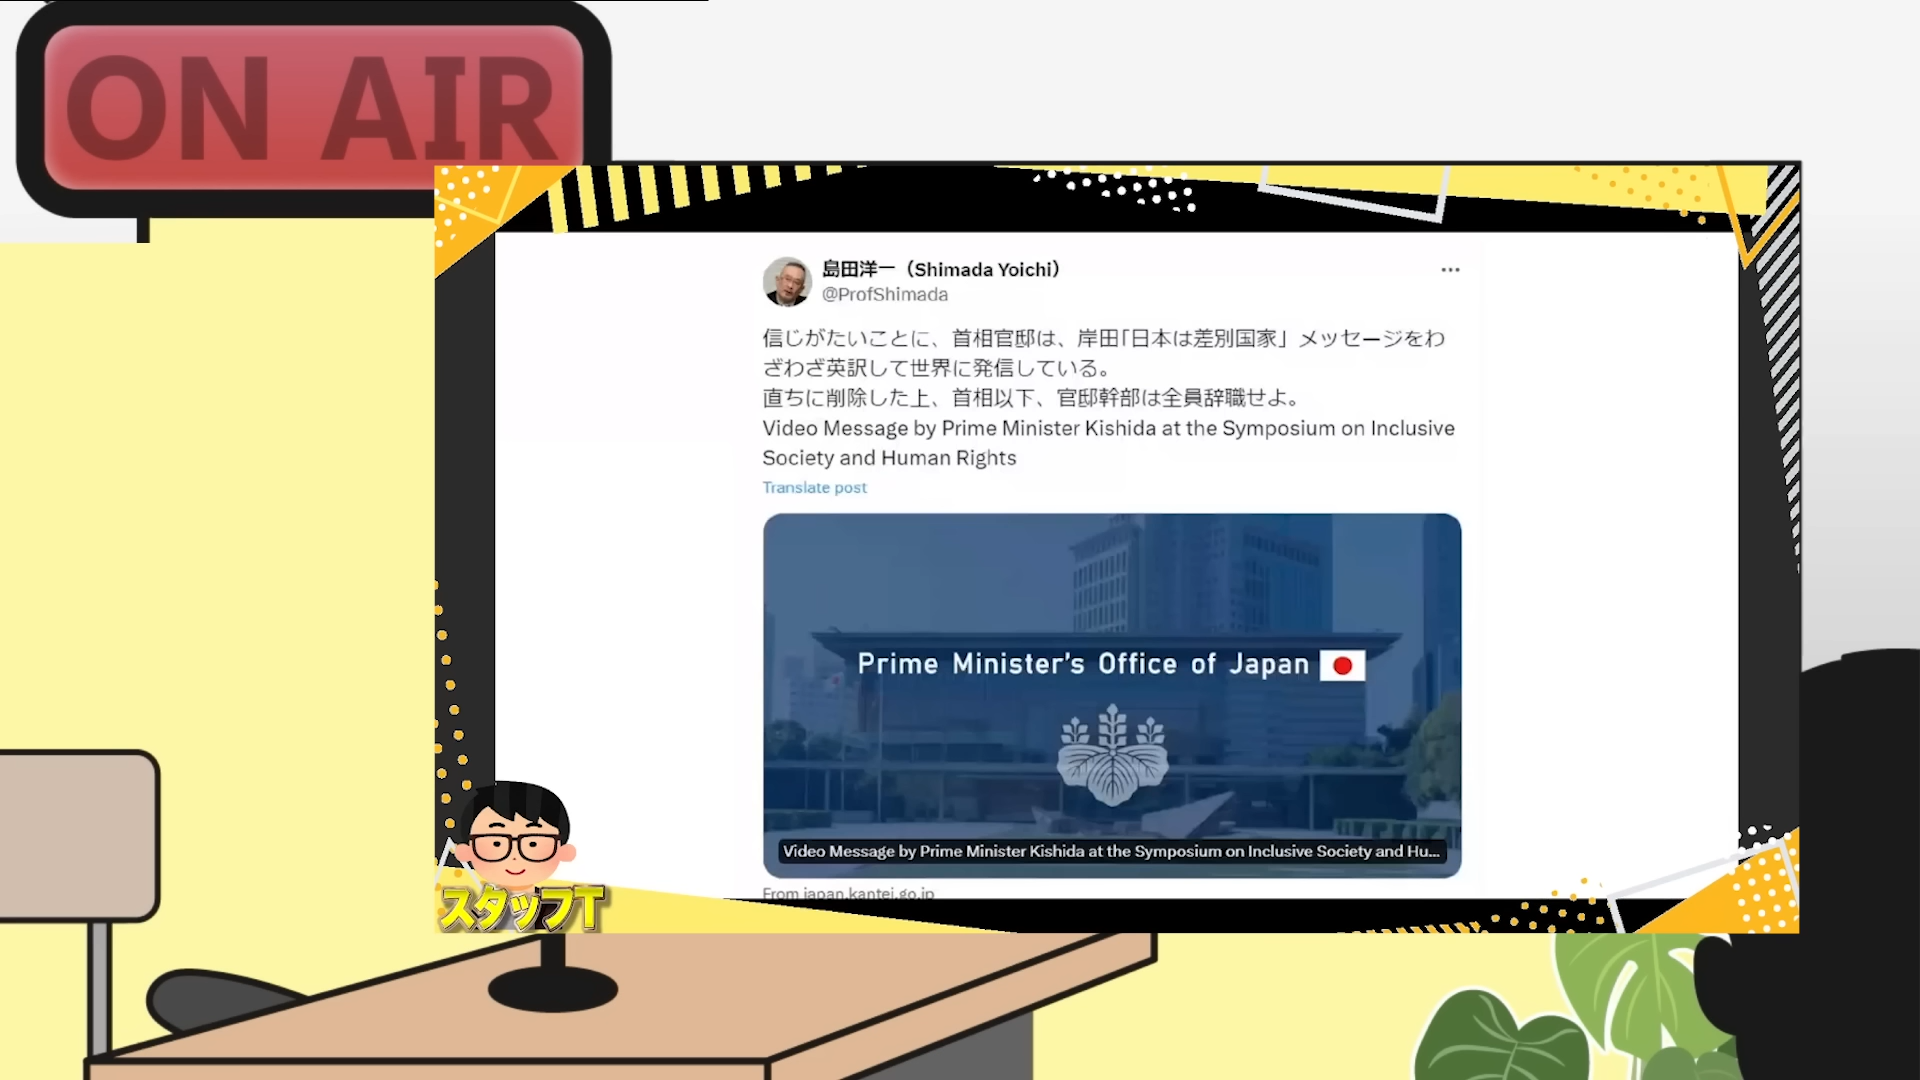 ON AIR
島田洋一（Shimada Yoichi）
@ProfShimada
信じがたいことに、首相官邸は、岸田「日本は差別国家」メッセージをわ
ざわざ英訳して世界に発信している。
直ちに削除した上、首相以下、官邸幹部は全員辞職せよ。
Video Message by Prime Minister Kishida at the Symposium on Inclusive
Society and Human Rights
Translate post
Prime Minister's Office of Japan
Video Message by Prime Minister Kishida at the Symposium on Inclusive Society and Hu...
From japan.kantei.go.jp
スタッフT